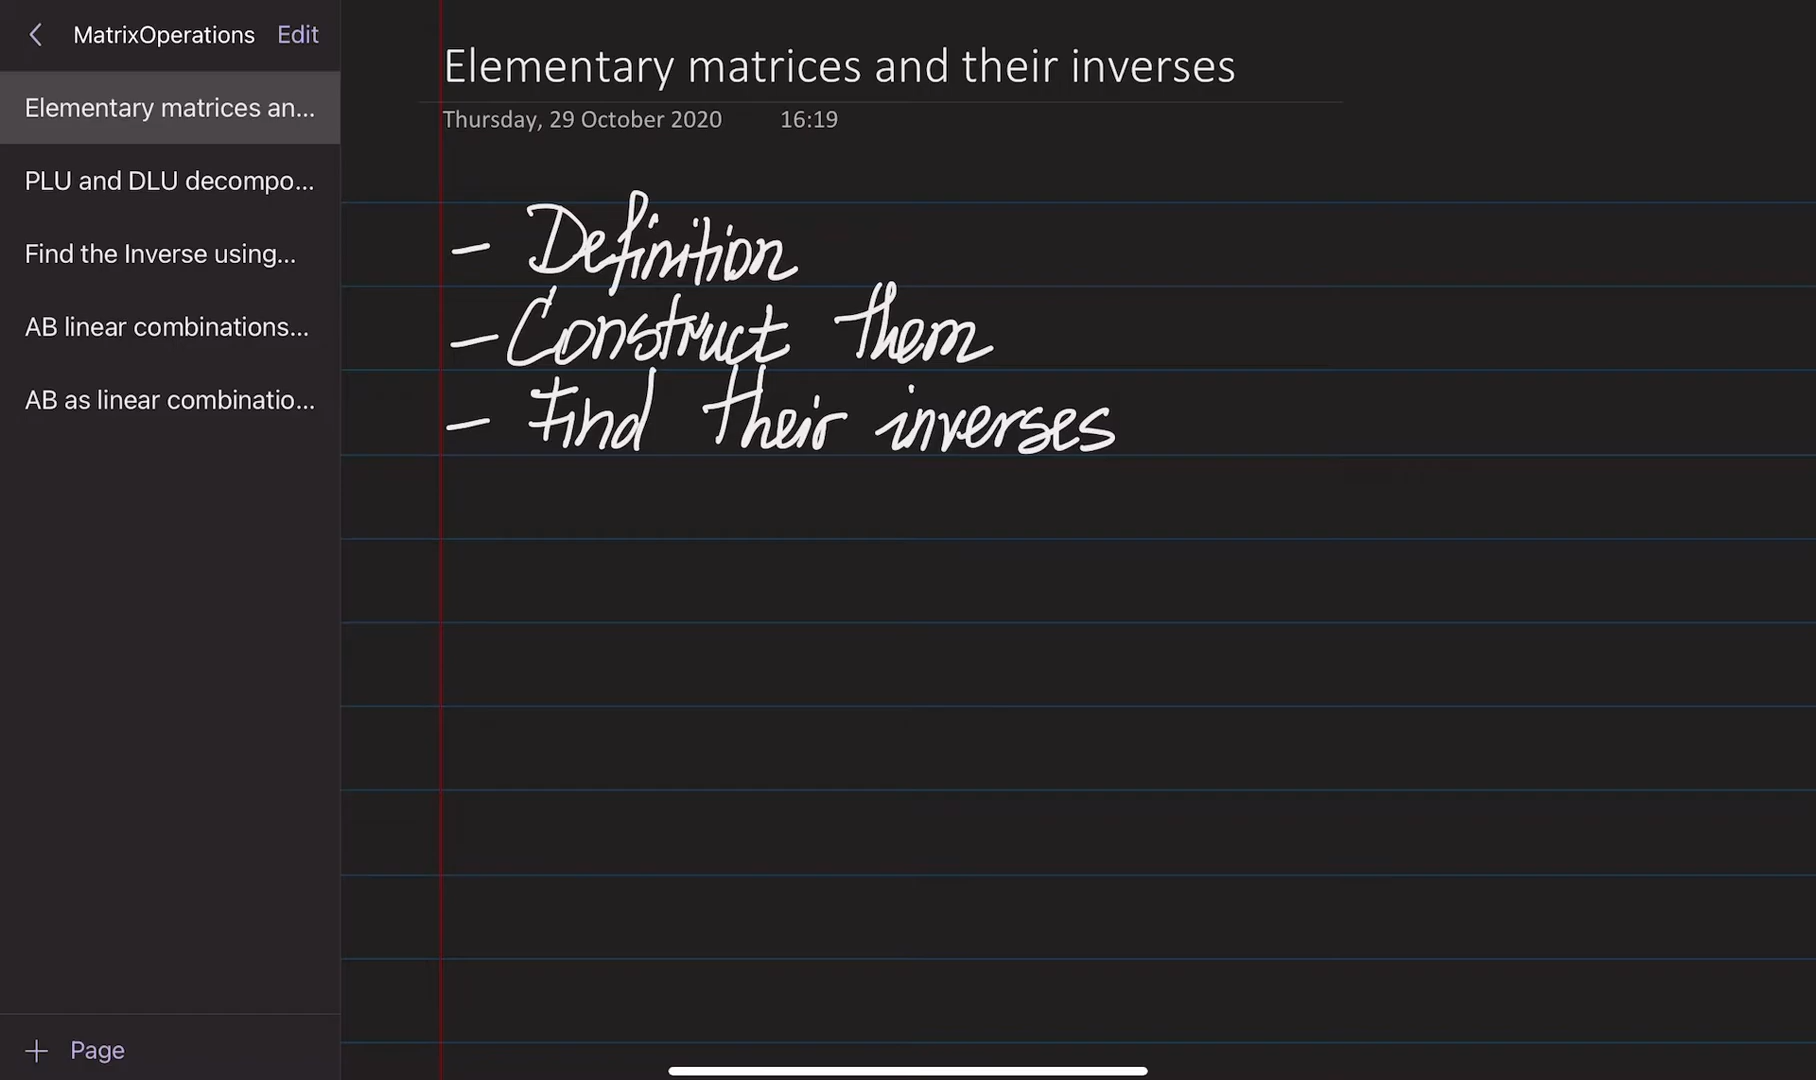 MatrixOperations Edit
Elementary matrices an...
PLU and DLU decompo...
Find the Inverse using...
AB linear combinations...
AB as linear combinatio...
+ Page
Elementary matrices and their inverses
Thursday, 29 October 2020 16:19
- Definition
- Construct them
- Find their inverses